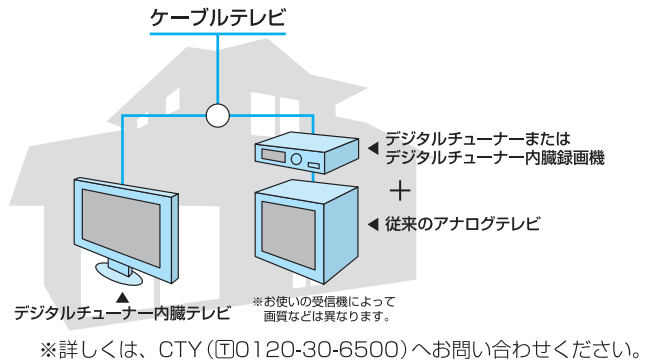 ケーブルテレビ
デジタルチューナーまたは
デジタルチューナー内臓録画機
＋
従来のアナログテレビ
デジタルチューナー内臓テレビ
※お使いの受信機によって
画質などは異なります。
※詳しくは、CTY(🅃0120-30-6500)へお問い合わせください。